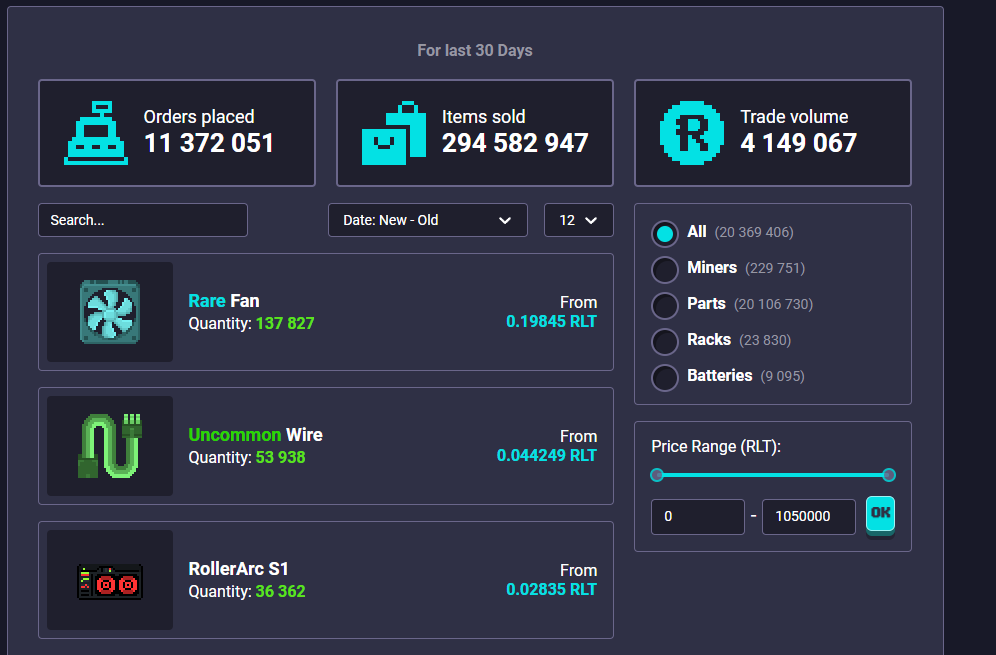 For last 30 Days
Orders placed
11 372 051
Items sold
294 582 947
Trade volume
4 149 067
Search...
Date: New - Old
12
Rare Fan
Quantity: 137 827
From
0.19845 RLT
Uncommon Wire
Quantity: 53 938
From
0.044249 RLT
RollerArc S1
Quantity: 36 362
From
0.02835 RLT
All (20 369 406)
Miners (229 751)
Parts (20 106 730)
Racks (23 830)
Batteries (9 095)
Price Range (RLT):
0 - 1050000 OK